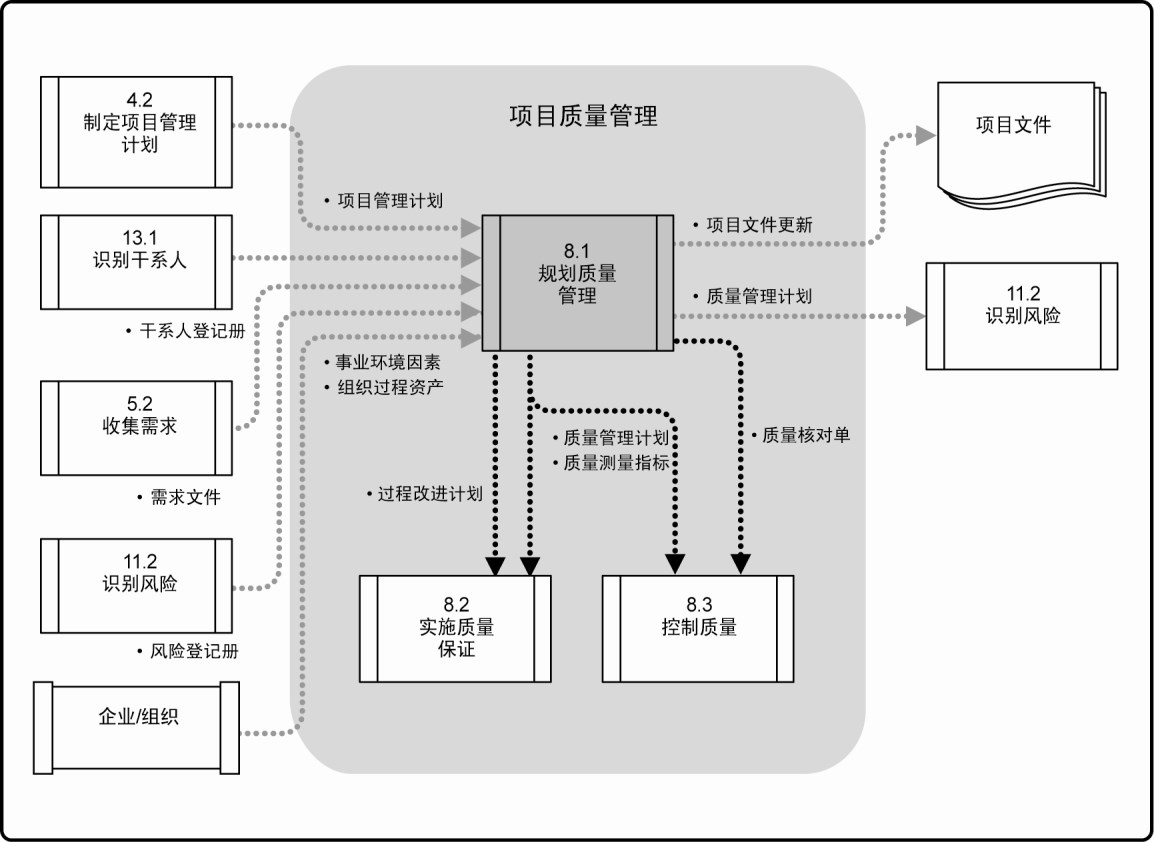 项目质量管理
4.2
制定项目管理
计划
• 项目管理计划
13.1
识别干系人
• 干系人登记册
5.2
收集需求
• 需求文件
11.2
识别风险
• 风险登记册
企业/组织
• 事业环境因素
• 组织过程资产
8.1
规划质量
管理
• 项目文件更新
项目文件
• 质量管理计划
11.2
识别风险
• 质量管理计划
• 质量测量指标
• 质量核对单
• 过程改进计划
8.2
实施质量
保证
8.3
控制质量